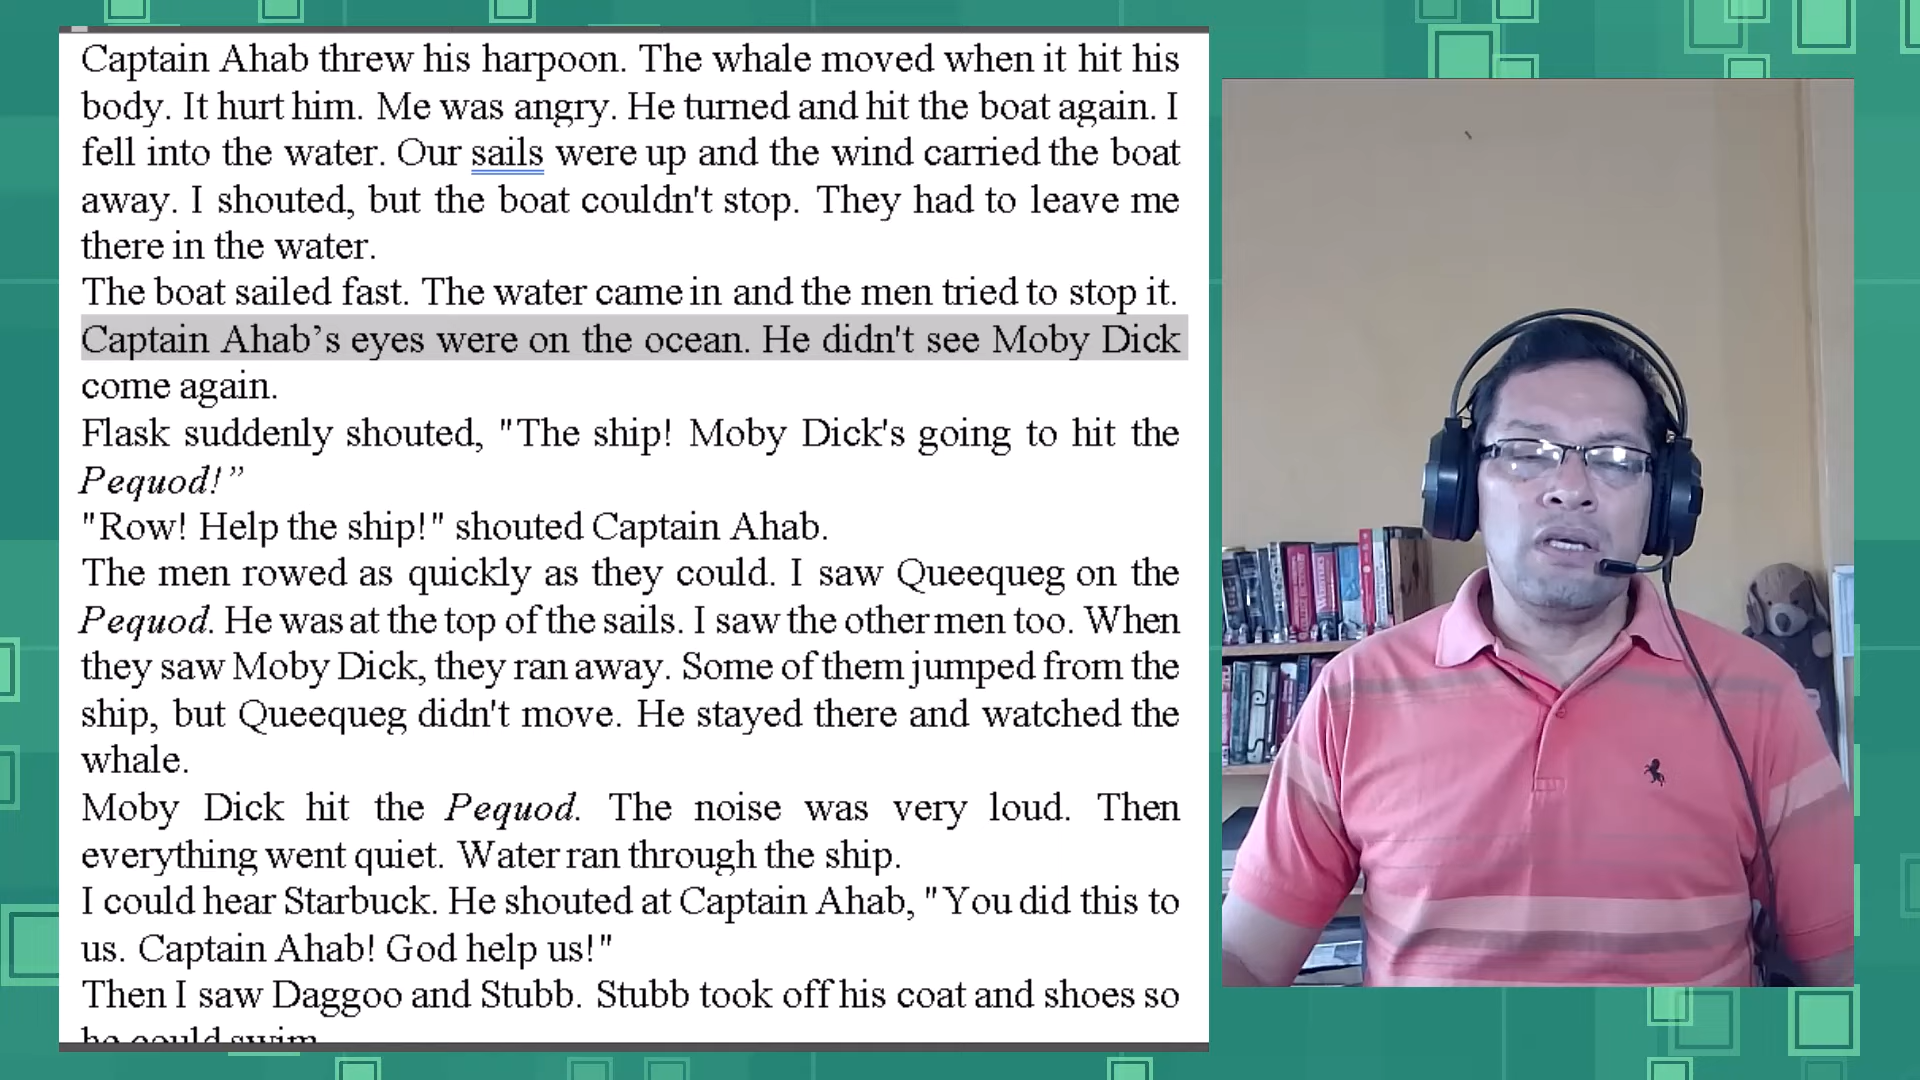 Captain Ahab threw his harpoon. The whale moved when it hit his
body. It hurt him. Me was angry. He turned and hit the boat again. I
fell into the water. Our sails were up and the wind carried the boat
away. I shouted, but the boat couldn't stop. They had to leave me
there in the water.
The boat sailed fast. The water came in and the men tried to stop it.
Captain Ahab’s eyes were on the ocean. He didn't see Moby Dick
come again.
Flask suddenly shouted, "The ship! Moby Dick's going to hit the
Pequod!”
"Row! Help the ship!" shouted Captain Ahab.
The men rowed as quickly as they could. I saw Queequeg on the
Pequod. He was at the top of the sails. I saw the other men too. When
they saw Moby Dick, they ran away. Some of them jumped from the
ship, but Queequeg didn't move. He stayed there and watched the
whale.
Moby Dick hit the Pequod. The noise was very loud. Then
everything went quiet. Water ran through the ship.
I could hear Starbuck. He shouted at Captain Ahab, "You did this to
us. Captain Ahab! God help us!"
Then I saw Daggoo and Stubb. Stubb took off his coat and shoes so
he could swim